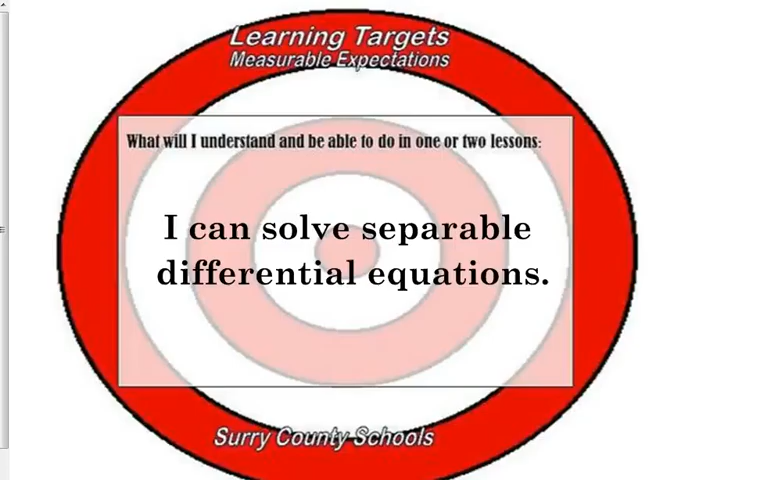 Learning Targets
Measurable Expectations
What will I understand and be able to do in one or two lessons:
I can solve separable
differential equations.
Surry County Schools